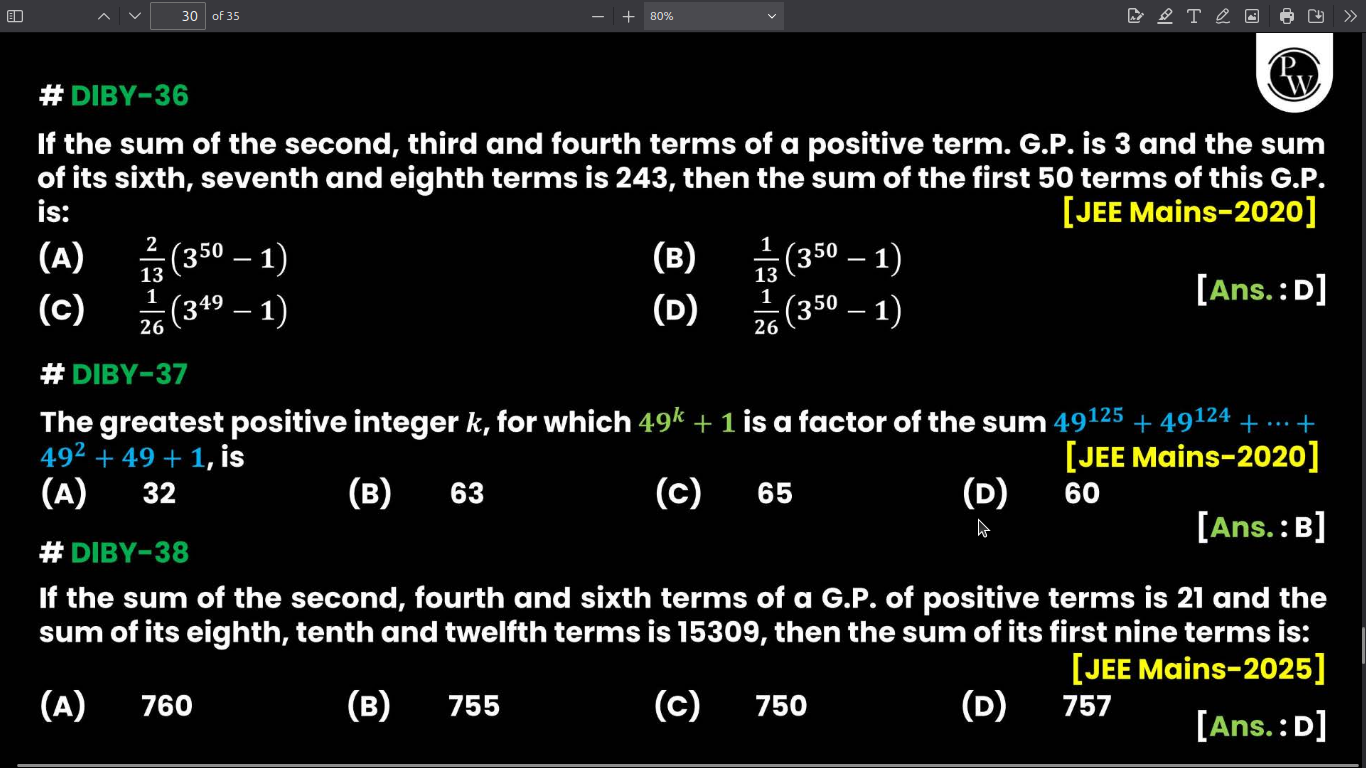 30 of 35
80%
PW
# DIBY-36
If the sum of the second, third and fourth terms of a positive term. G.P. is 3 and the sum
of its sixth, seventh and eighth terms is 243, then the sum of the first 50 terms of this G.P.
is: [JEE Mains-2020]
(A) 2/13 (3^50 − 1) (B) 1/13 (3^50 − 1)
[Ans. : D]
(C) 1/26 (3^49 − 1) (D) 1/26 (3^50 − 1)
# DIBY-37
The greatest positive integer k, for which 49^k + 1 is a factor of the sum 49^125 + 49^124 + ⋯ +
49^2 + 49 + 1, is [JEE Mains-2020]
(A) 32 (B) 63 (C) 65 (D) 60
[Ans. : B]
# DIBY-38
If the sum of the second, fourth and sixth terms of a G.P. of positive terms is 21 and the
sum of its eighth, tenth and twelfth terms is 15309, then the sum of its first nine terms is:
[JEE Mains-2025]
(A) 760 (B) 755 (C) 750 (D) 757
[Ans. : D]